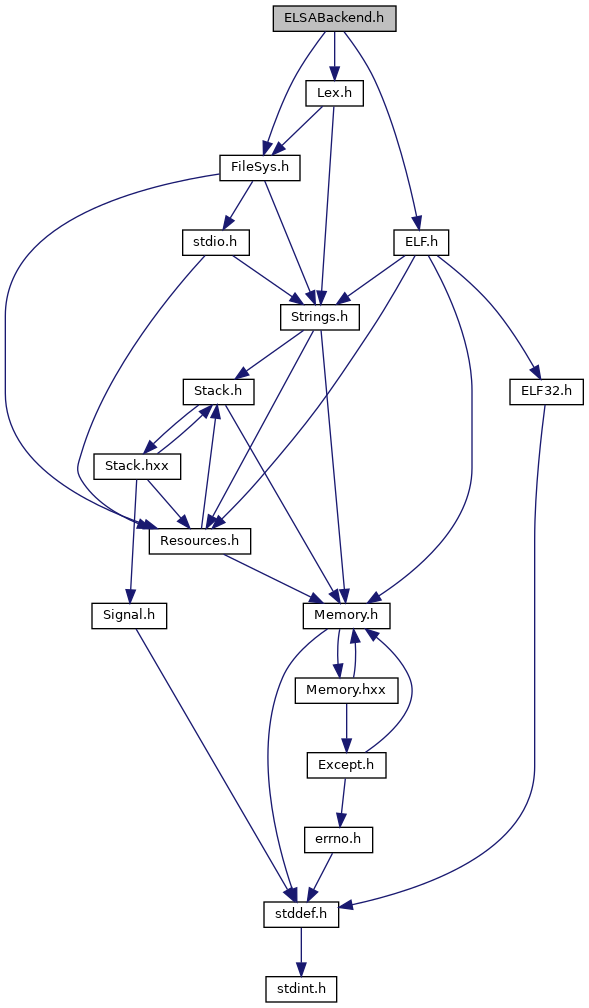 ELSABackend.h
Lex.h
FileSys.h
stdio.h
ELF.h
Strings.h
Stack.h
ELF32.h
Stack.hxx
Resources.h
Signal.h
Memory.h
Memory.hxx
Except.h
errno.h
stddef.h
stdint.h